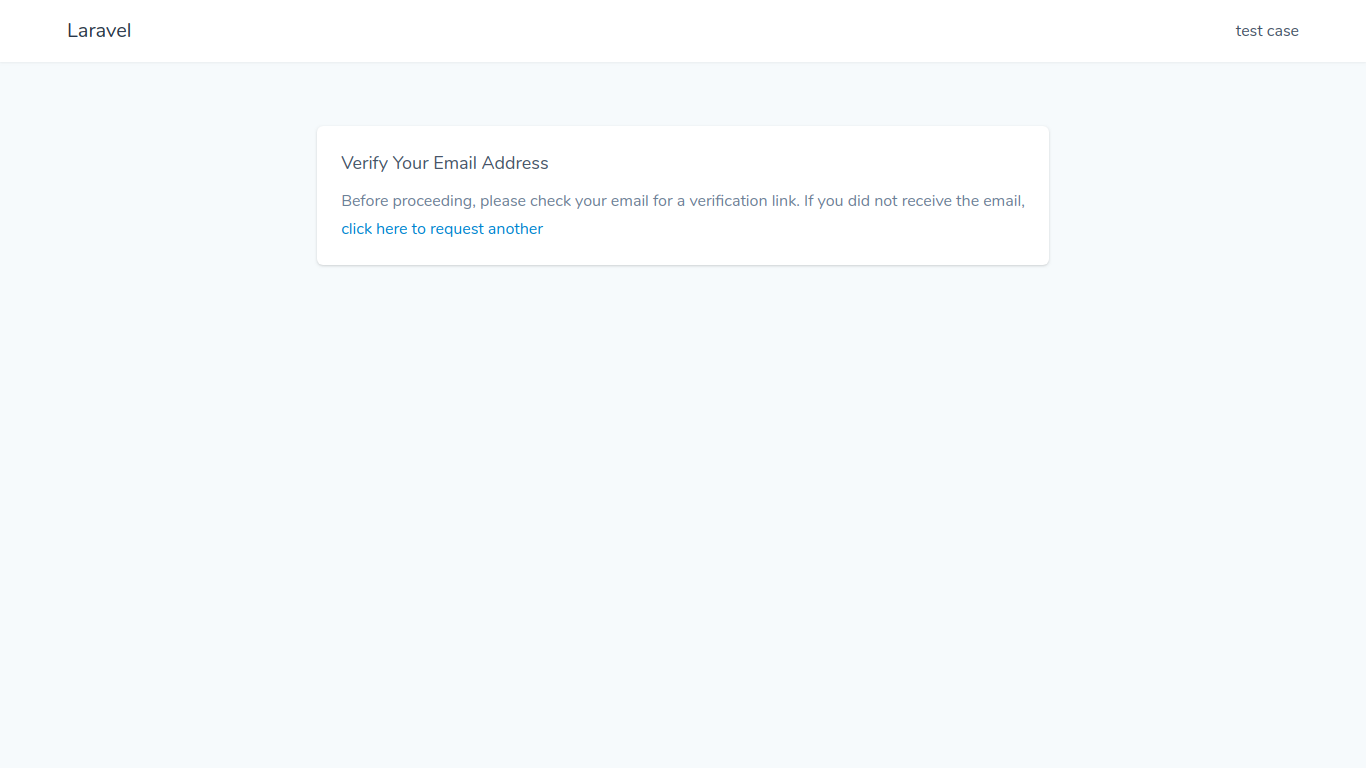 Laravel
test case
Verify Your Email Address
Before proceeding, please check your email for a verification link. If you did not receive the email,
click here to request another